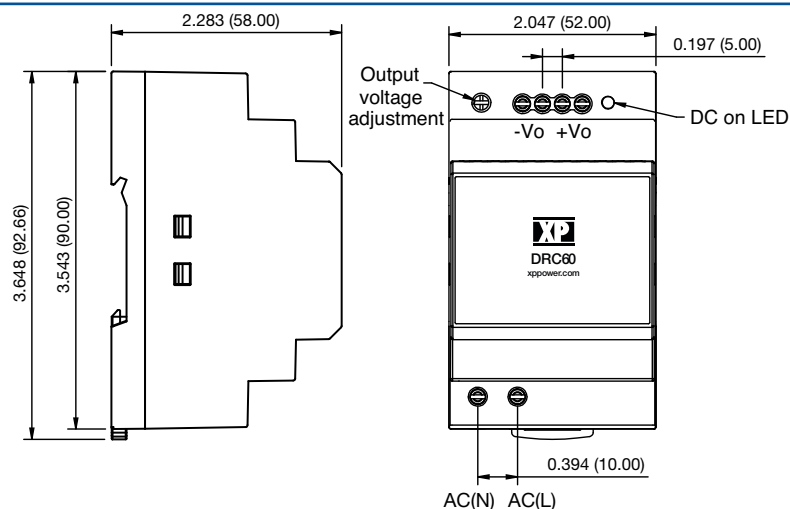 2.283 (58.00)
2.047 (52.00)
0.197 (5.00)
Output
voltage
adjustment
DC on LED
-Vo +Vo
3.648 (92.66)
3.543 (90.00)
XP
DRC60
xppower.com
0.394 (10.00)
AC(N) AC(L)